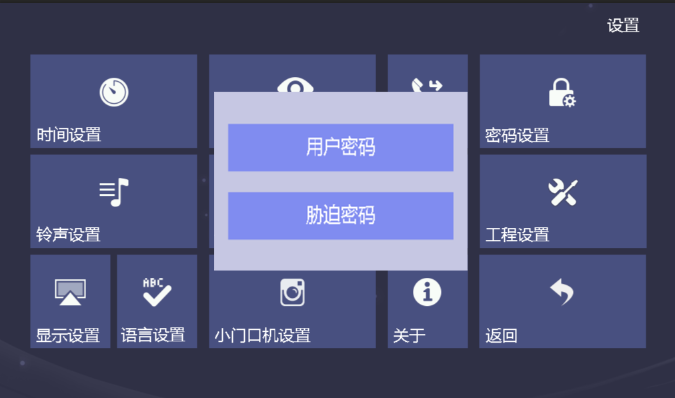 设置
用户密码
胁迫密码
时间设置
密码设置
铃声设置
工程设置
ABC
显示设置
语言设置
小门口机设置
关于
返回